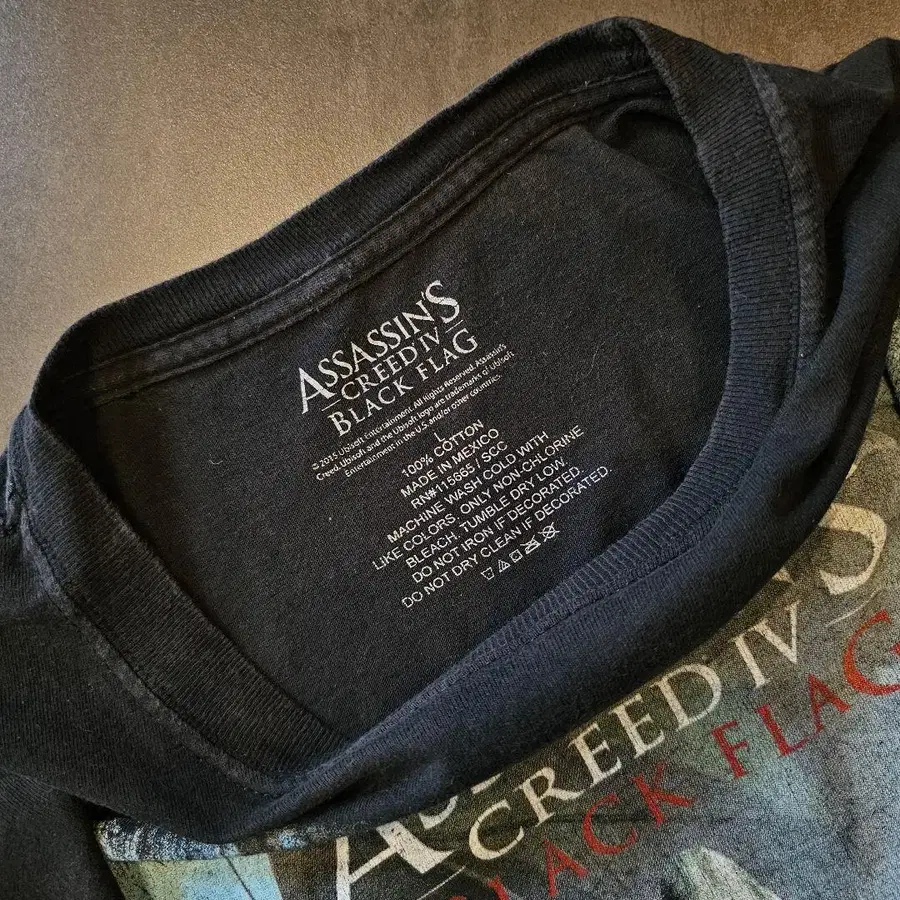 ASSASSIN'S
CREED IV
BLACK FLAG
© 2015 Ubisoft Entertainment. All Rights Reserved. Assassin's
Creed, Ubisoft and the Ubisoft logo are trademarks of Ubisoft
Entertainment in the U.S. and/or other countries.
L
100% COTTON
MADE IN MEXICO
RN#115665 / SCC
MACHINE WASH COLD WITH
LIKE COLORS, ONLY NON-CHLORINE
BLEACH. TUMBLE DRY LOW.
DO NOT IRON IF DECORATED.
DO NOT DRY CLEAN IF DECORATED.
CREED IV
BLACK FLAG